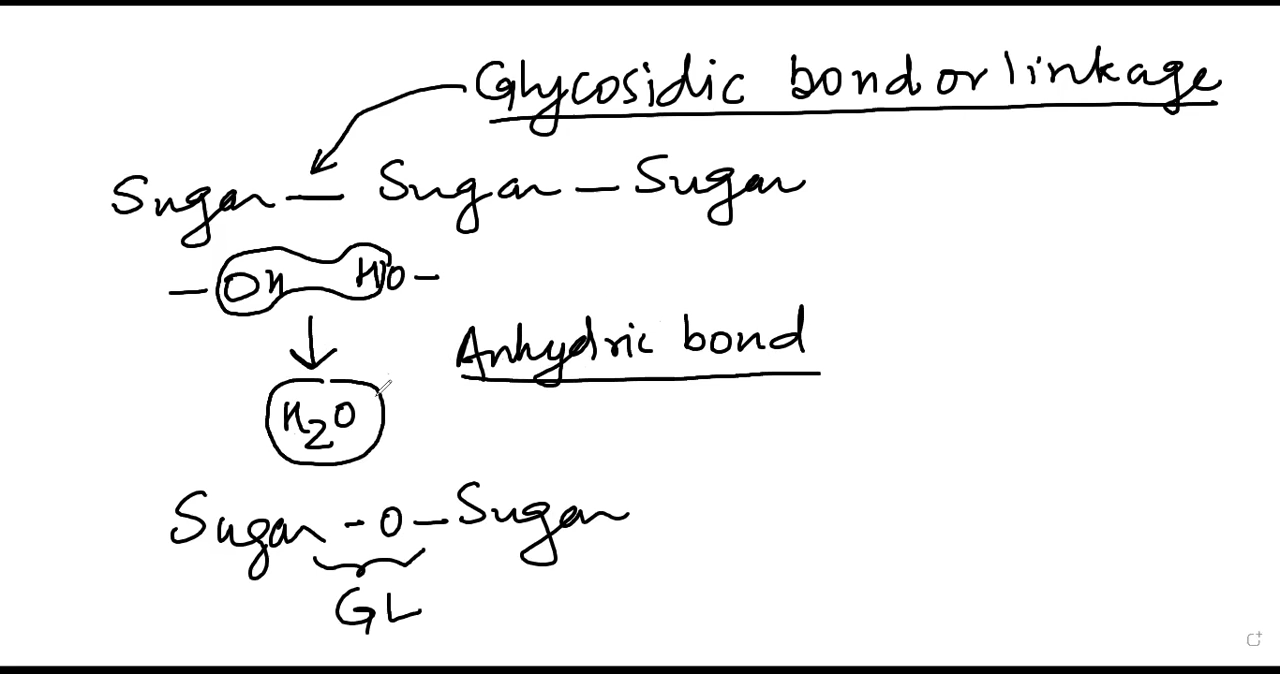 Glycosidic bond or linkage
Sugar – Sugar – Sugar
– OH HO –
Anhydric bond
H2O
Sugar – O – Sugar
GL